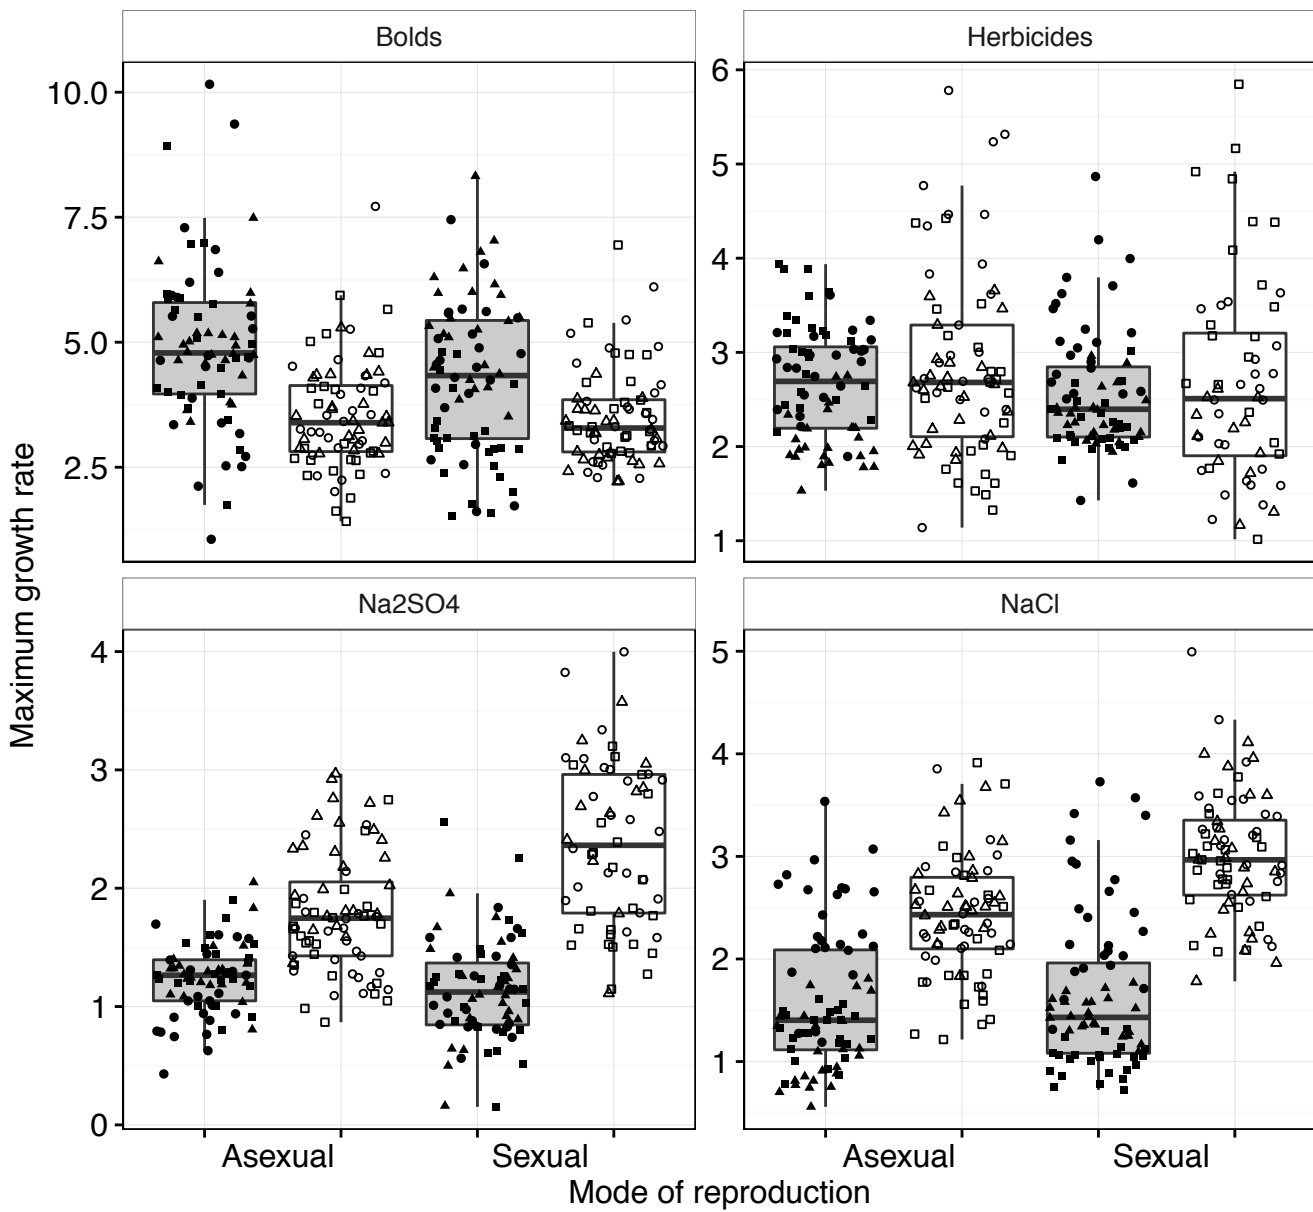 Bolds
Herbicides
10.0
7.5
5.0
2.5
6
5
4
3
2
1
Maximum growth rate
Na2SO4
NaCl
4
3
2
1
0
5
4
3
2
1
Asexual
Sexual
Asexual
Sexual
Mode of reproduction